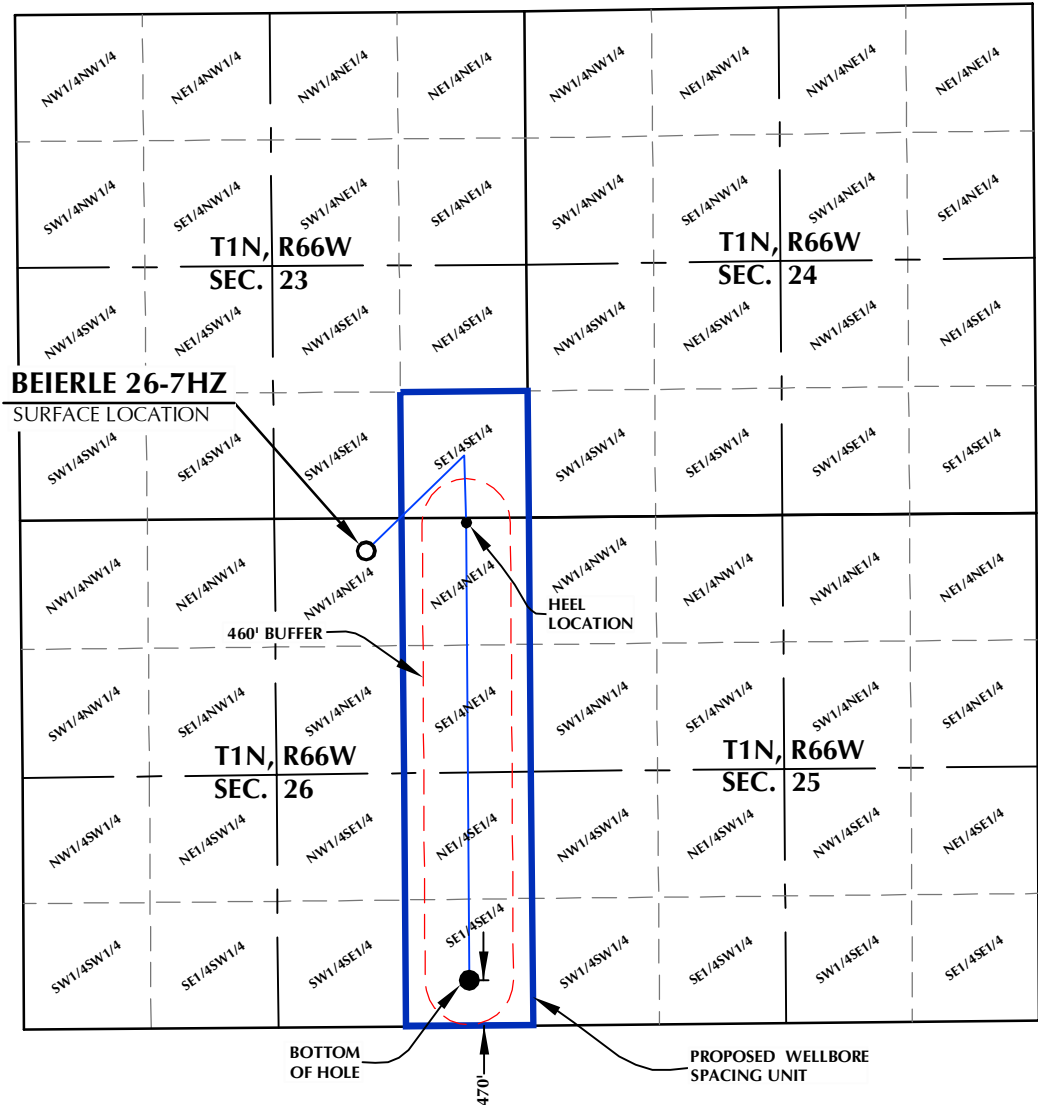 NW1/4NW1/4 NE1/4NW1/4 NW1/4NE1/4 NE1/4NE1/4 NW1/4NW1/4 NE1/4NW1/4 NW1/4NE1/4 NE1/4NE1/4
SW1/4NW1/4 SE1/4NW1/4 SW1/4NE1/4 SE1/4NE1/4 SW1/4NW1/4 SE1/4NW1/4 SW1/4NE1/4 SE1/4NE1/4
T1N, R66W
SEC. 23
T1N, R66W
SEC. 24
NW1/4SW1/4 NE1/4SW1/4 NW1/4SE1/4 NE1/4SE1/4 NW1/4SW1/4 NE1/4SW1/4 NW1/4SE1/4 NE1/4SE1/4
BEIERLE 26-7HZ
SURFACE LOCATION
SW1/4SW1/4 SE1/4SW1/4 SW1/4SE1/4 SE1/4SE1/4 SW1/4SW1/4 SE1/4SW1/4 SW1/4SE1/4 SE1/4SE1/4
NW1/4NW1/4 NE1/4NW1/4 NW1/4NE1/4 NE1/4NE1/4 NW1/4NW1/4 NE1/4NW1/4 NW1/4NE1/4 NE1/4NE1/4
HEEL
LOCATION
460' BUFFER
SW1/4NW1/4 SE1/4NW1/4 SW1/4NE1/4 SE1/4NE1/4 SW1/4NW1/4 SE1/4NW1/4 SW1/4NE1/4 SE1/4NE1/4
T1N, R66W
SEC. 26
T1N, R66W
SEC. 25
NW1/4SW1/4 NE1/4SW1/4 NW1/4SE1/4 NE1/4SE1/4 NW1/4SW1/4 NE1/4SW1/4 NW1/4SE1/4 NE1/4SE1/4
SW1/4SW1/4 SE1/4SW1/4 SW1/4SE1/4 SE1/4SE1/4 SW1/4SW1/4 SE1/4SW1/4 SW1/4SE1/4 SE1/4SE1/4
BOTTOM
OF HOLE
470'
PROPOSED WELLBORE
SPACING UNIT